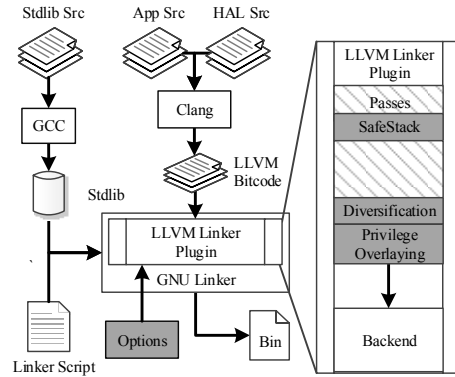 Stdlib Src
App Src
HAL Src
GCC
Clang
LLVM
Bitcode
Stdlib
LLVM Linker
Plugin
GNU Linker
Linker Script
Options
Bin
LLVM Linker
Plugin
Passes
SafeStack
Diversification
Privilege
Overlaying
Backend